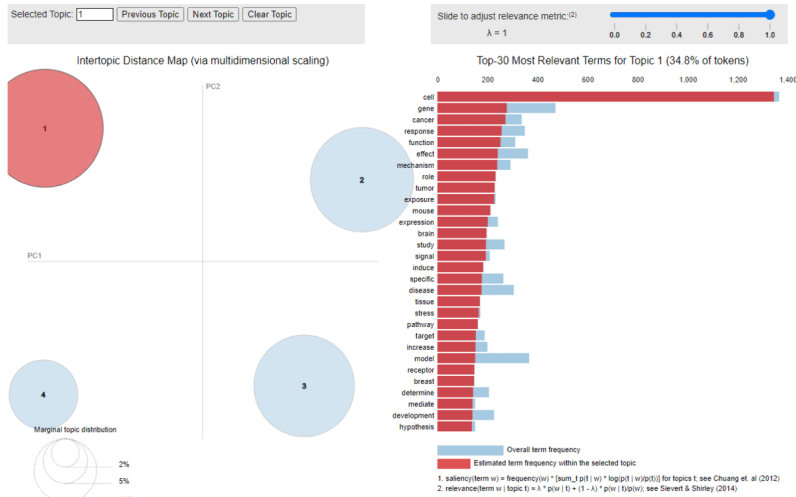 Selected Topic: 1 Previous Topic Next Topic Clear Topic
Slide to adjust relevance metric:(2)
λ = 1
0.0 0.2 0.4 0.6 0.8 1.0
Intertopic Distance Map (via multidimensional scaling)
PC2
PC1
1
2
3
4
Marginal topic distribution
2%
5%
Top-30 Most Relevant Terms for Topic 1 (34.8% of tokens)
0 200 400 600 800 1,000 1,200 1,400
cell
gene
cancer
response
function
effect
mechanism
role
tumor
exposure
mouse
expression
brain
study
signal
induce
specific
disease
tissue
stress
pathway
target
increase
model
receptor
breast
determine
mediate
development
hypothesis
Overall term frequency
Estimated term frequency within the selected topic
1. saliency(term w) = frequency(w) * [sum_t p(t | w) * log(p(t | w)/p(t))] for topics t; see Chuang et. al (2012)
2. relevance(term w | topic t) = λ * p(w | t) + (1 - λ) * p(w | t)/p(w); see Sievert & Shirley (2014)